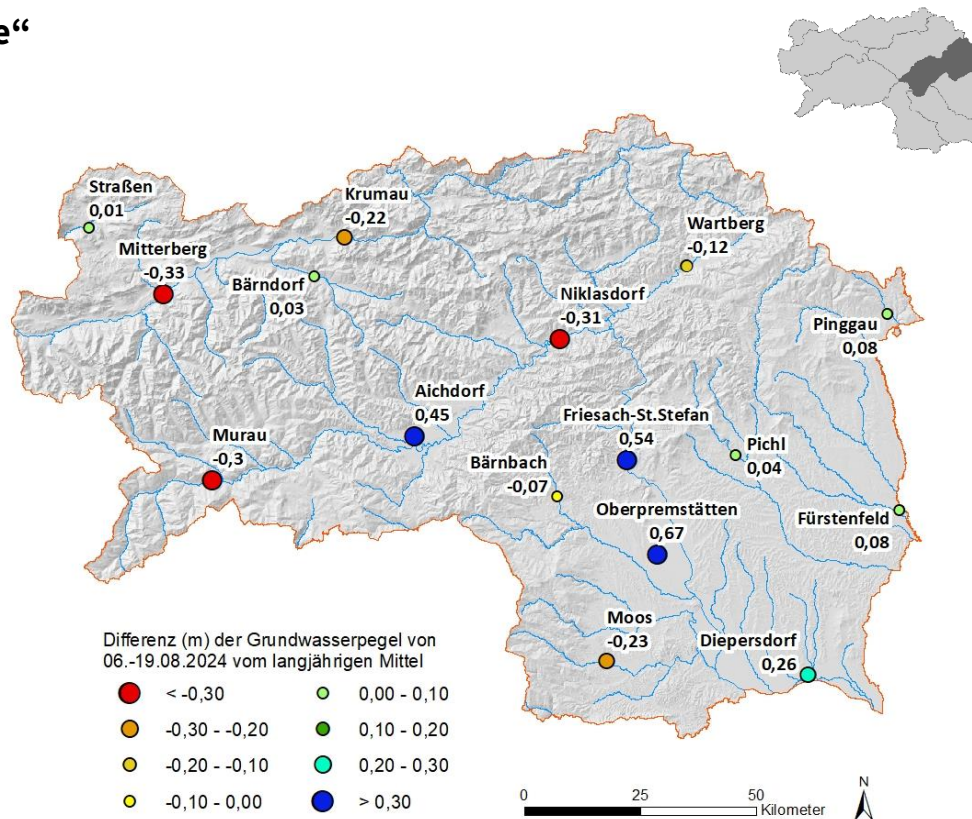 e“
Straßen
0,01
Krumau
-0,22
Wartberg
-0,12
Mitterberg
-0,33
Bärndorf
0,03
Niklasdorf
-0,31
Pinggau
0,08
Aichdorf
0,45
Friesach-St.Stefan
0,54
Murau
-0,3
Pichl
0,04
Bärnbach
-0,07
Oberpremstätten
0,67
Fürstenfeld
0,08
Moos
-0,23
Diepersdorf
0,26
Differenz (m) der Grundwasserpegel von
06.-19.08.2024 vom langjährigen Mittel
< -0,30
-0,30 - -0,20
-0,20 - -0,10
-0,10 - 0,00
0,00 - 0,10
0,10 - 0,20
0,20 - 0,30
> 0,30
0 25 50
Kilometer
N